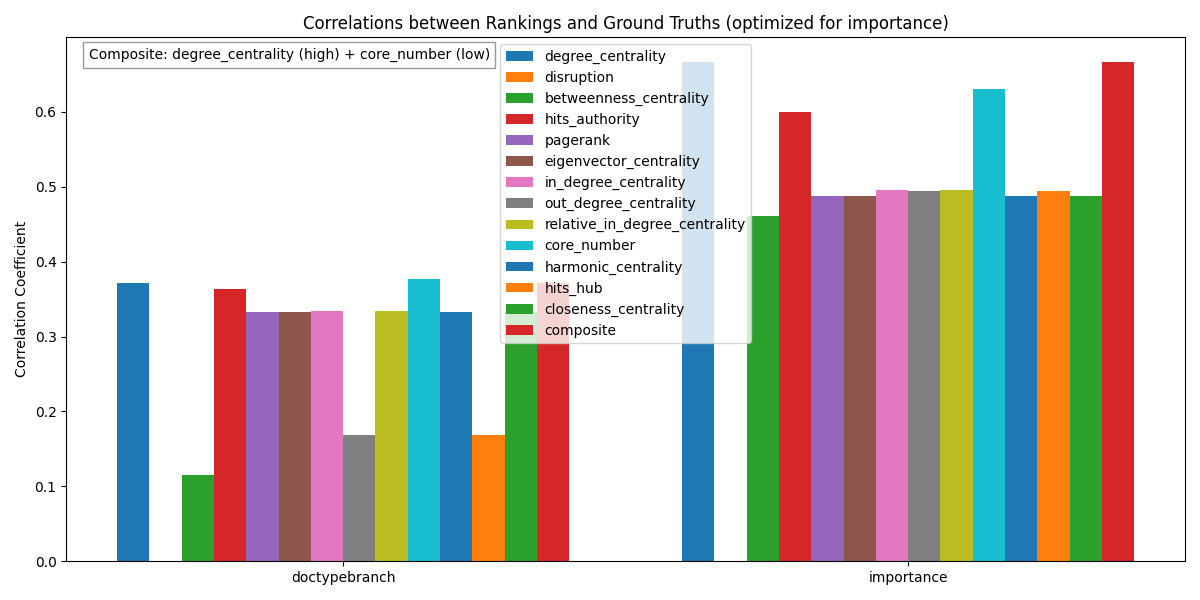 Correlations between Rankings and Ground Truths (optimized for importance)
Composite: degree_centrality (high) + core_number (low)
degree_centrality
disruption
betweenness_centrality
hits_authority
pagerank
eigenvector_centrality
in_degree_centrality
out_degree_centrality
relative_in_degree_centrality
core_number
harmonic_centrality
hits_hub
closeness_centrality
composite
Correlation Coefficient
0.6
0.5
0.4
0.3
0.2
0.1
0.0
doctypebranch
importance